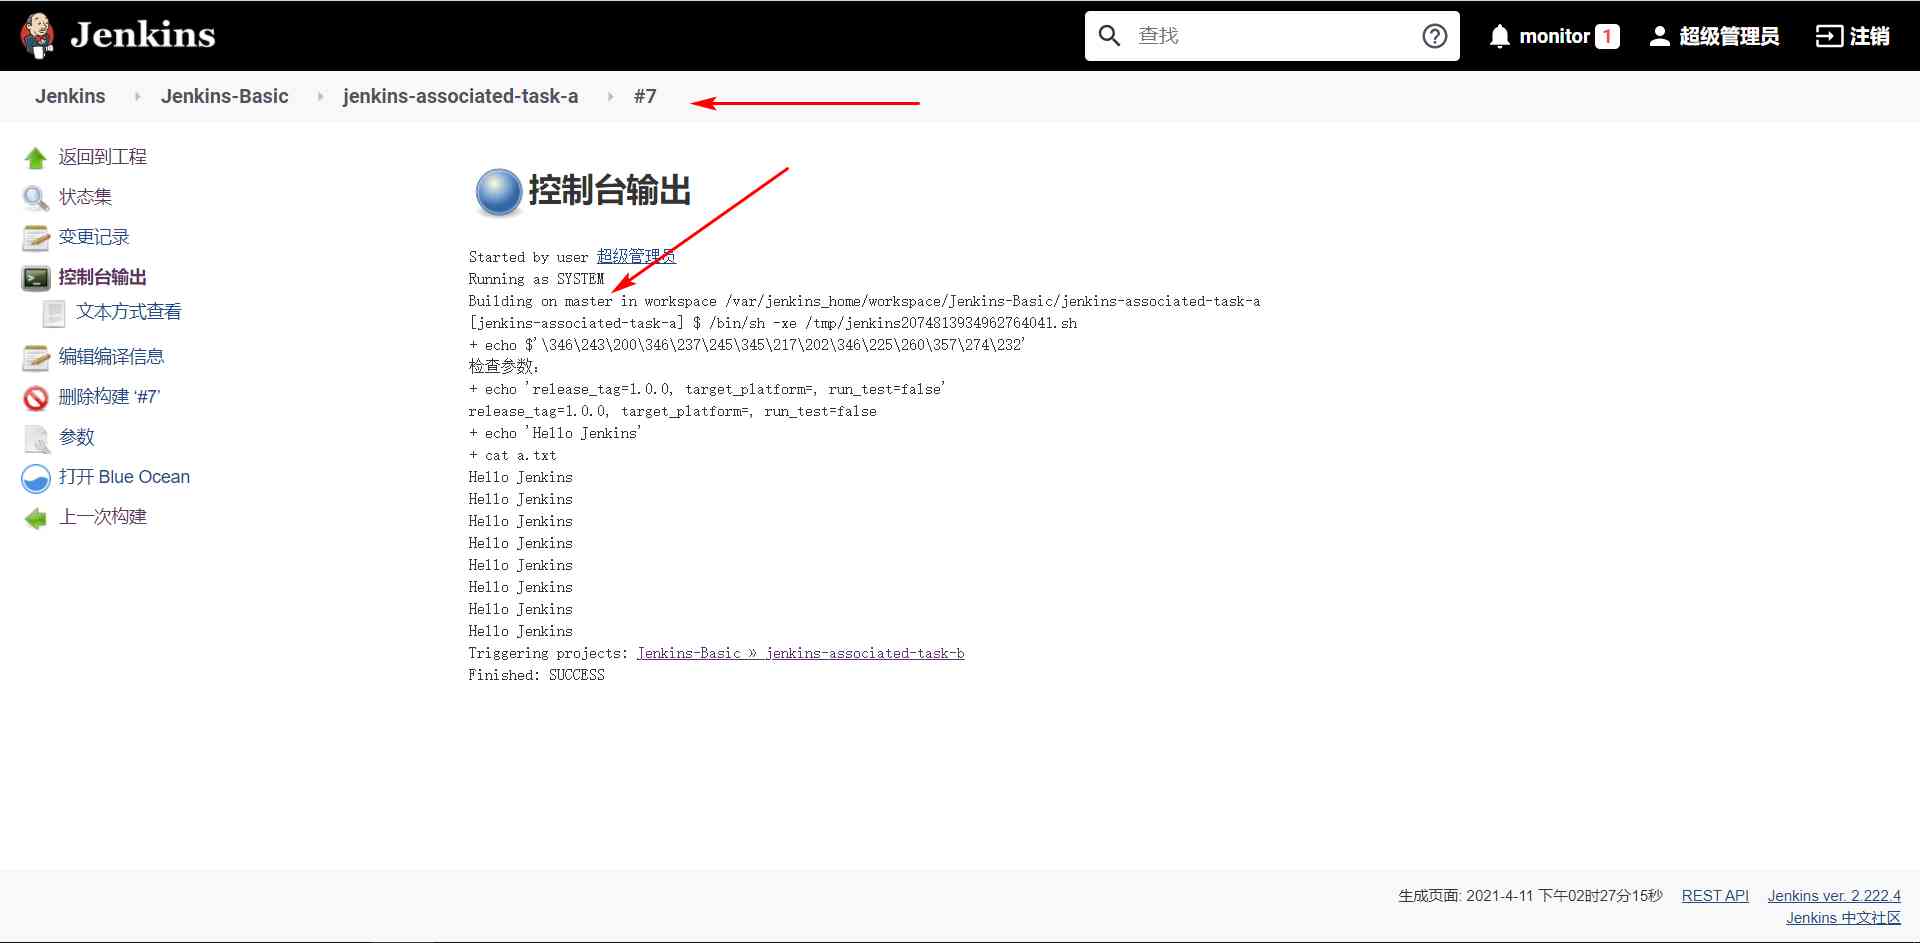 Jenkins
查找
monitor 1 超级管理员 注销
Jenkins Jenkins-Basic jenkins-associated-task-a #7
返回到工程
状态集
变更记录
控制台输出
文本方式查看
编辑编译信息
删除构建 ‘#7’
参数
打开 Blue Ocean
上一次构建
控制台输出
Started by user 超级管理员
Running as SYSTEM
Building on master in workspace /var/jenkins_home/workspace/Jenkins-Basic/jenkins-associated-task-a
[jenkins-associated-task-a] $ /bin/sh -xe /tmp/jenkins2074813934962764041.sh
+ echo $'\346\243\200\346\237\245\345\217\202\346\225\260\357\274\232'
检查参数：
+ echo 'release_tag=1.0.0, target_platform=, run_test=false'
release_tag=1.0.0, target_platform=, run_test=false
+ echo 'Hello Jenkins'
+ cat a.txt
Hello Jenkins
Hello Jenkins
Hello Jenkins
Hello Jenkins
Hello Jenkins
Hello Jenkins
Hello Jenkins
Hello Jenkins
Triggering projects: Jenkins-Basic » jenkins-associated-task-b
Finished: SUCCESS
生成页面: 2021-4-11 下午02时27分15秒 REST API Jenkins ver. 2.222.4
Jenkins 中文社区